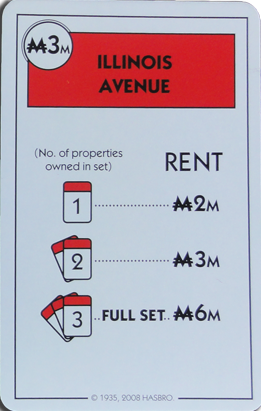 ₩3M
ILLINOIS
AVENUE
(No. of properties
owned in set)
RENT
1 ₩2M
2 ₩3M
3 FULL SET ₩6M
© 1935, 2008 HASBRO